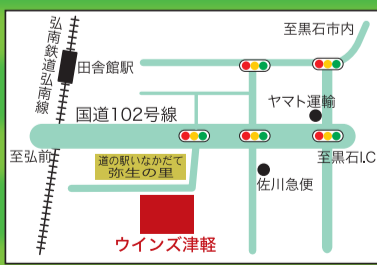 至黒石市内
弘南鉄道弘南線
田舎館駅
ヤマト運輸
国道102号線
至弘前
道の駅いなかだて
弥生の里
至黒石I.C
佐川急便
ウインズ津軽